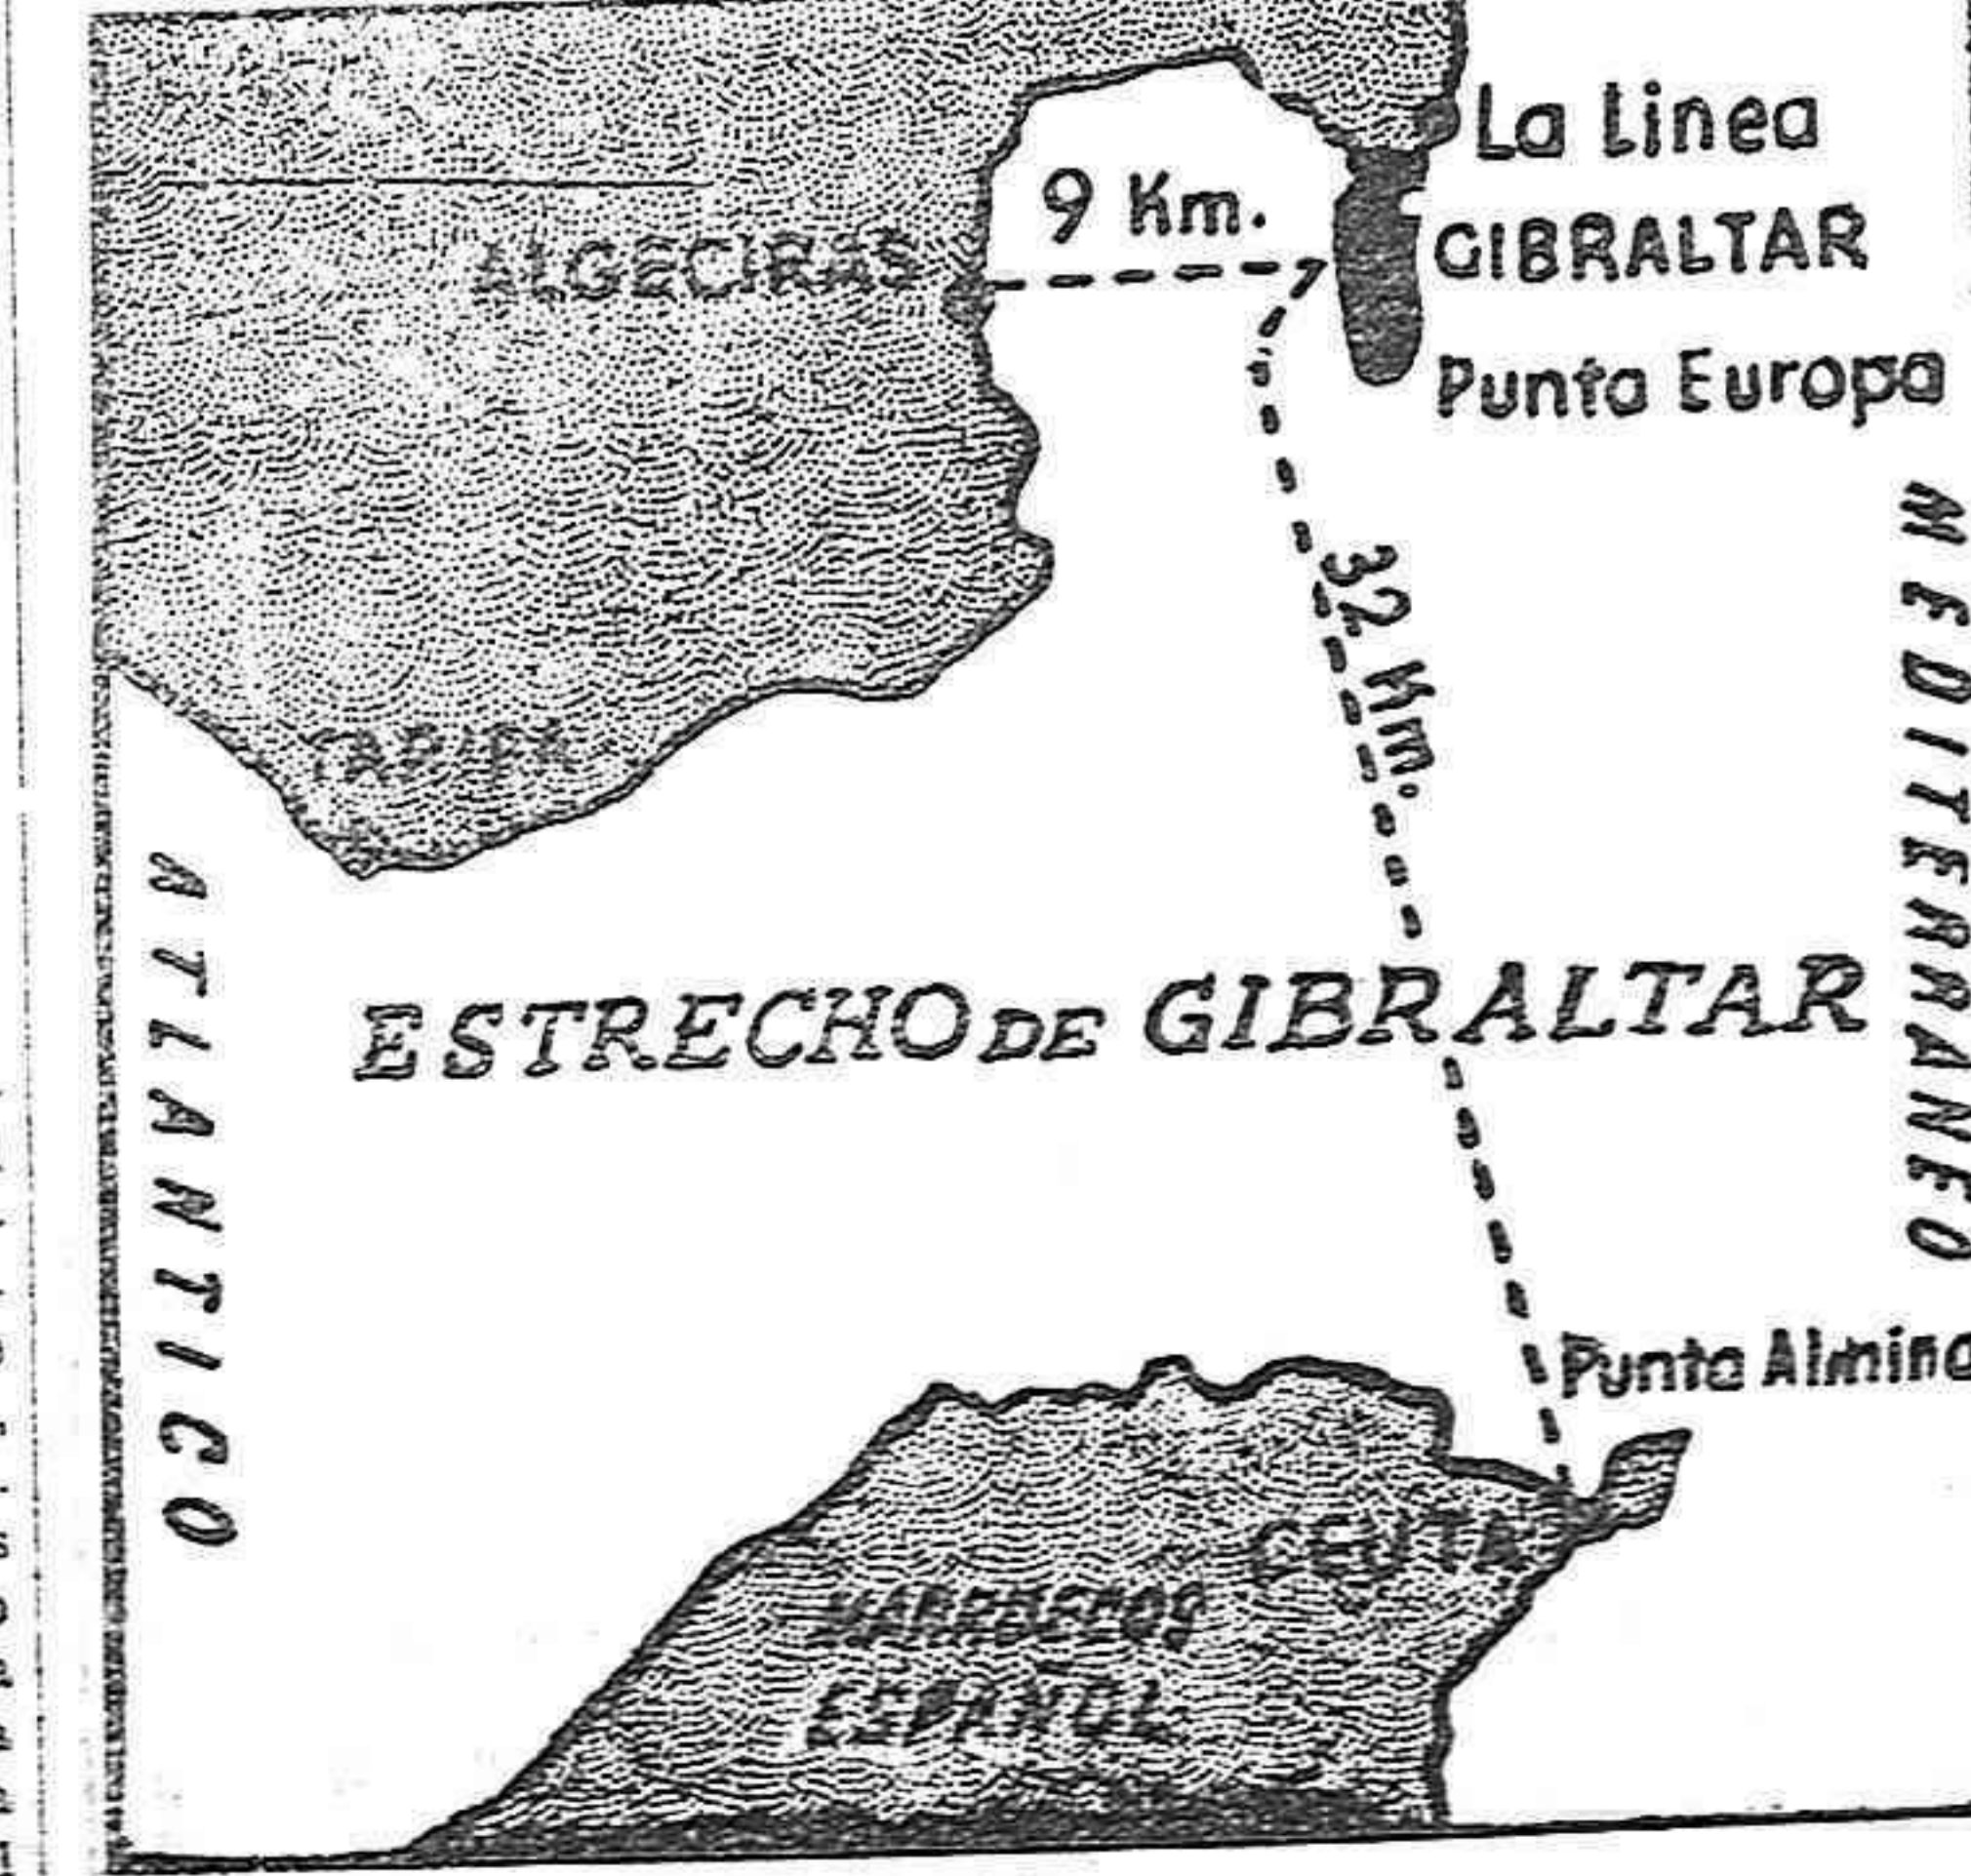 La Linea
9 Km.
ALGECIRAS
GIBRALTAR
Punta Europa
32 Km.
MEDITERRANEO
TARIFA
ATLANTICO
ESTRECHO DE GIBRALTAR
Punta Almina
CEUTA
MARRUECOS
ESPAÑOL